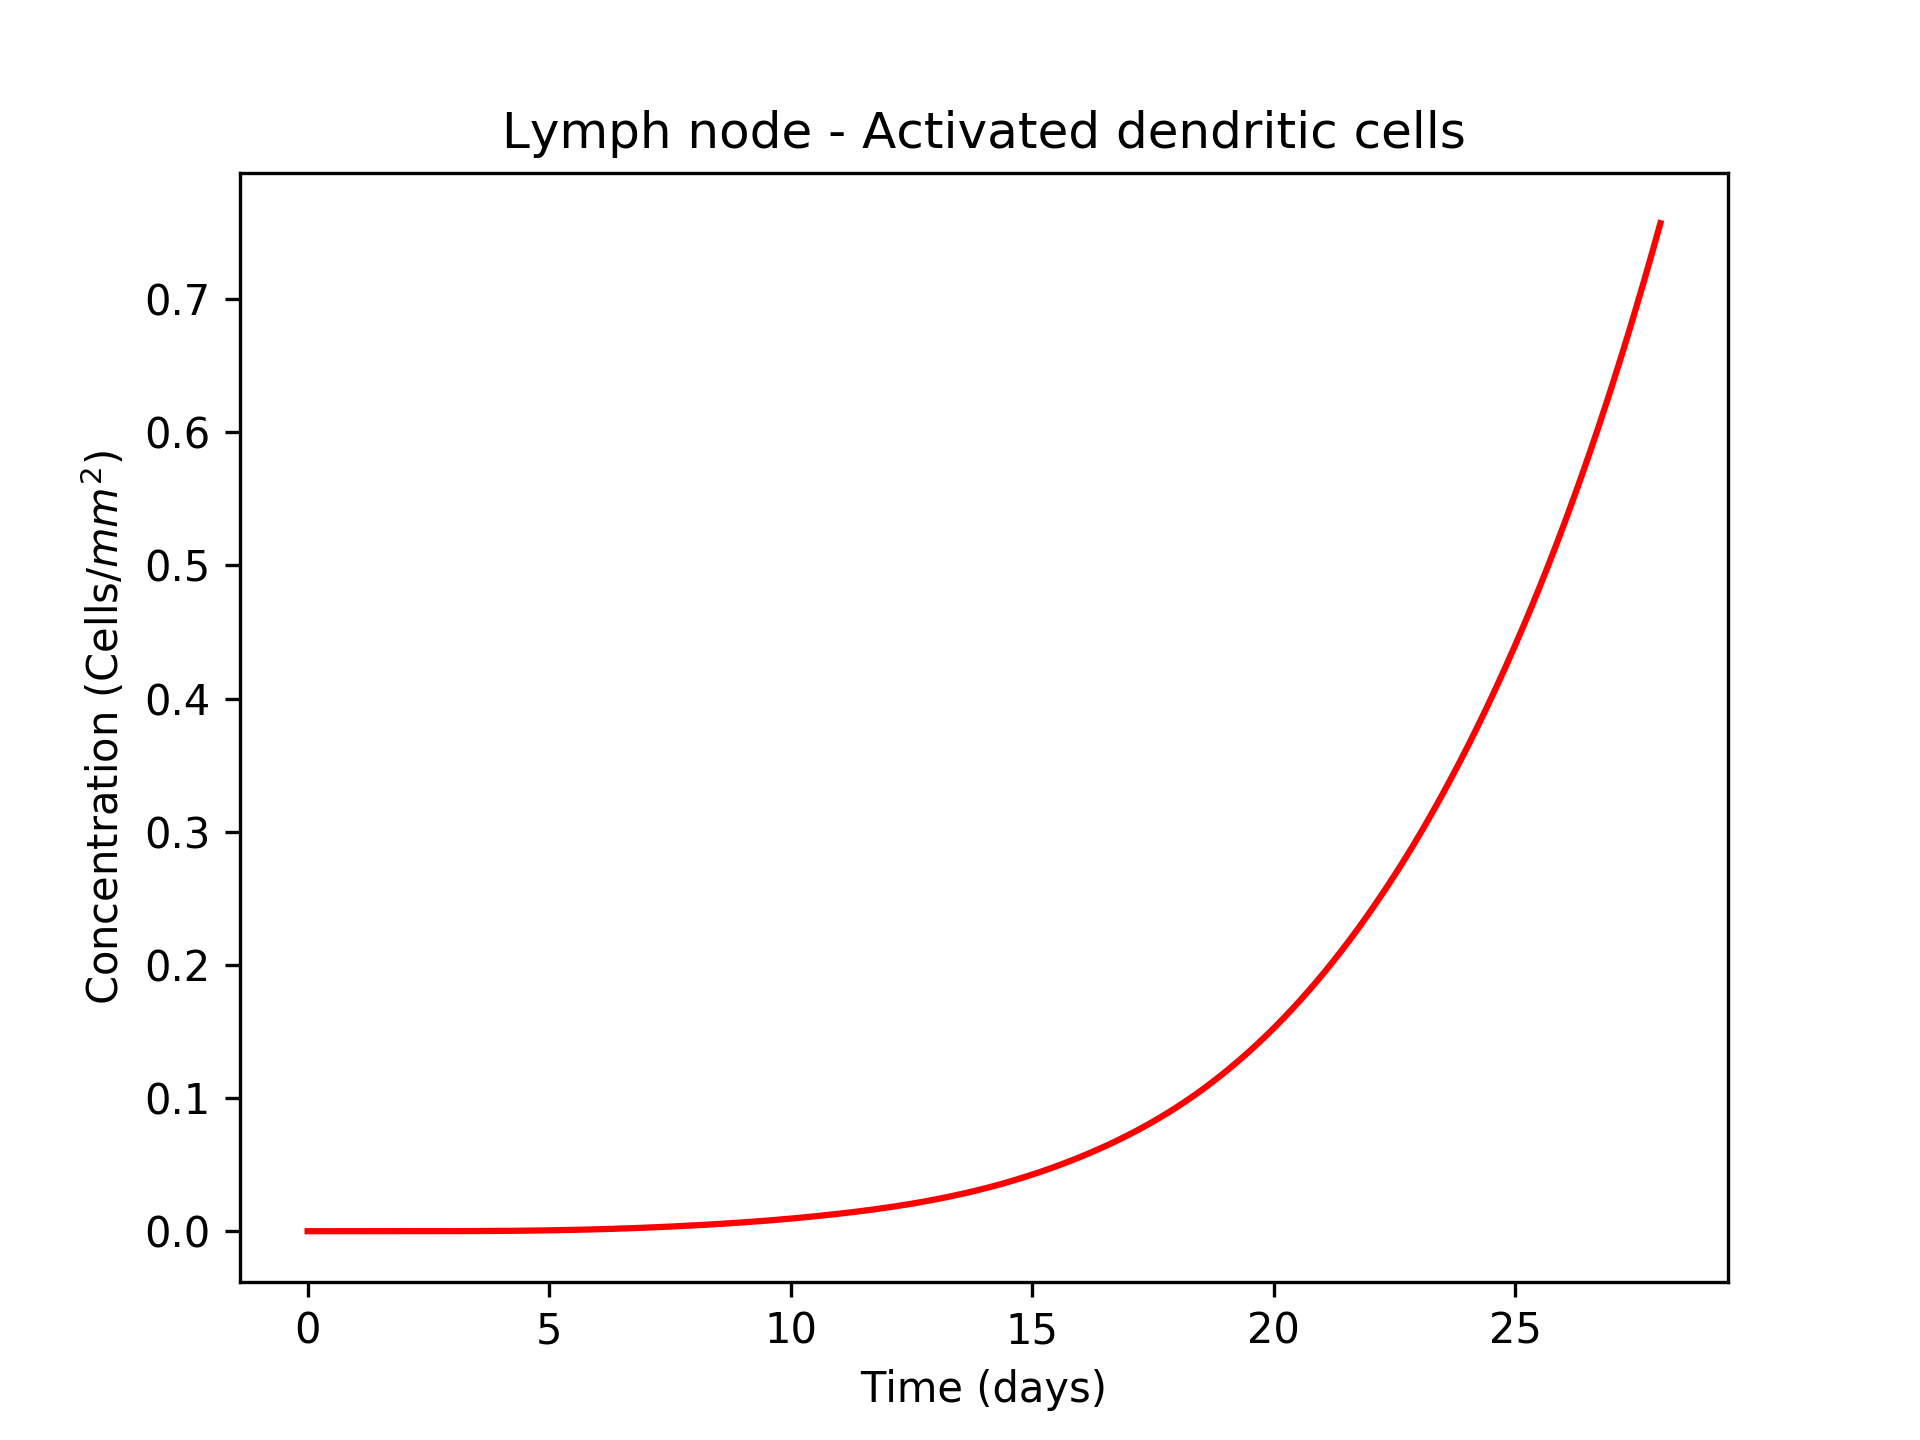 Lymph node - Activated dendritic cells
Concentration (Cells/mm²)
0.7
0.6
0.5
0.4
0.3
0.2
0.1
0.0
0 5 10 15 20 25
Time (days)